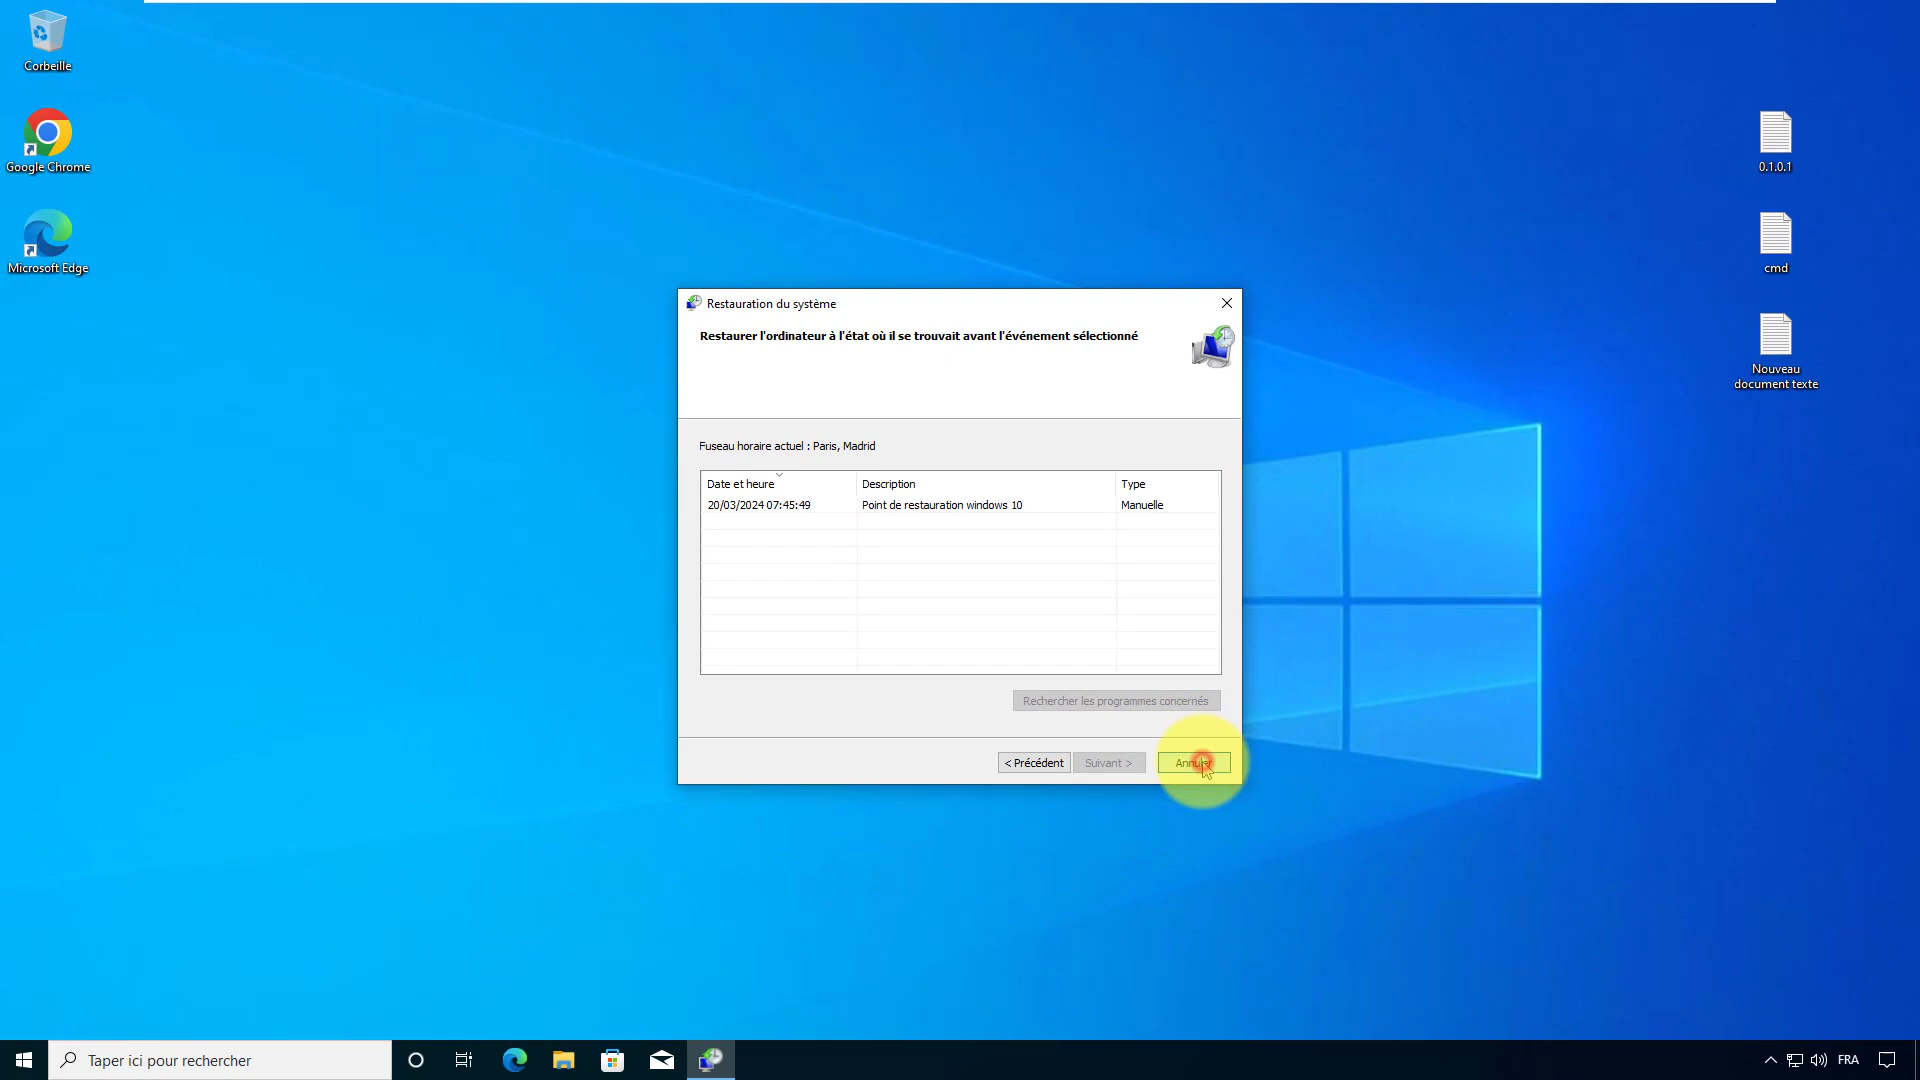 Corbeille
Google Chrome
Microsoft Edge
0.1.0.1
cmd
Nouveau
document texte
Restauration du système
Restaurer l'ordinateur à l'état où il se trouvait avant l'événement sélectionné
Fuseau horaire actuel : Paris, Madrid
Date et heure Description Type
20/03/2024 07:45:49 Point de restauration windows 10 Manuelle
Rechercher les programmes concernés
< Précédent Suivant > Annuler
Taper ici pour rechercher
FRA